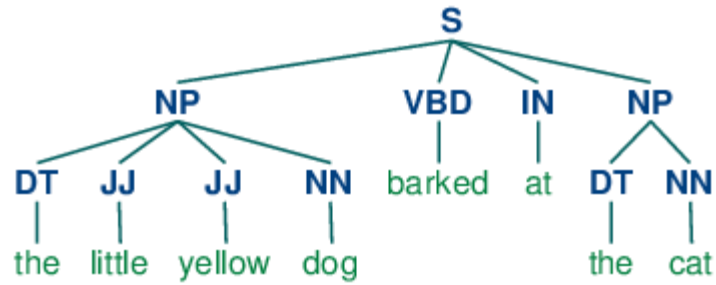 S
NP VBD IN NP
DT JJ JJ NN barked at DT NN
the little yellow dog the cat